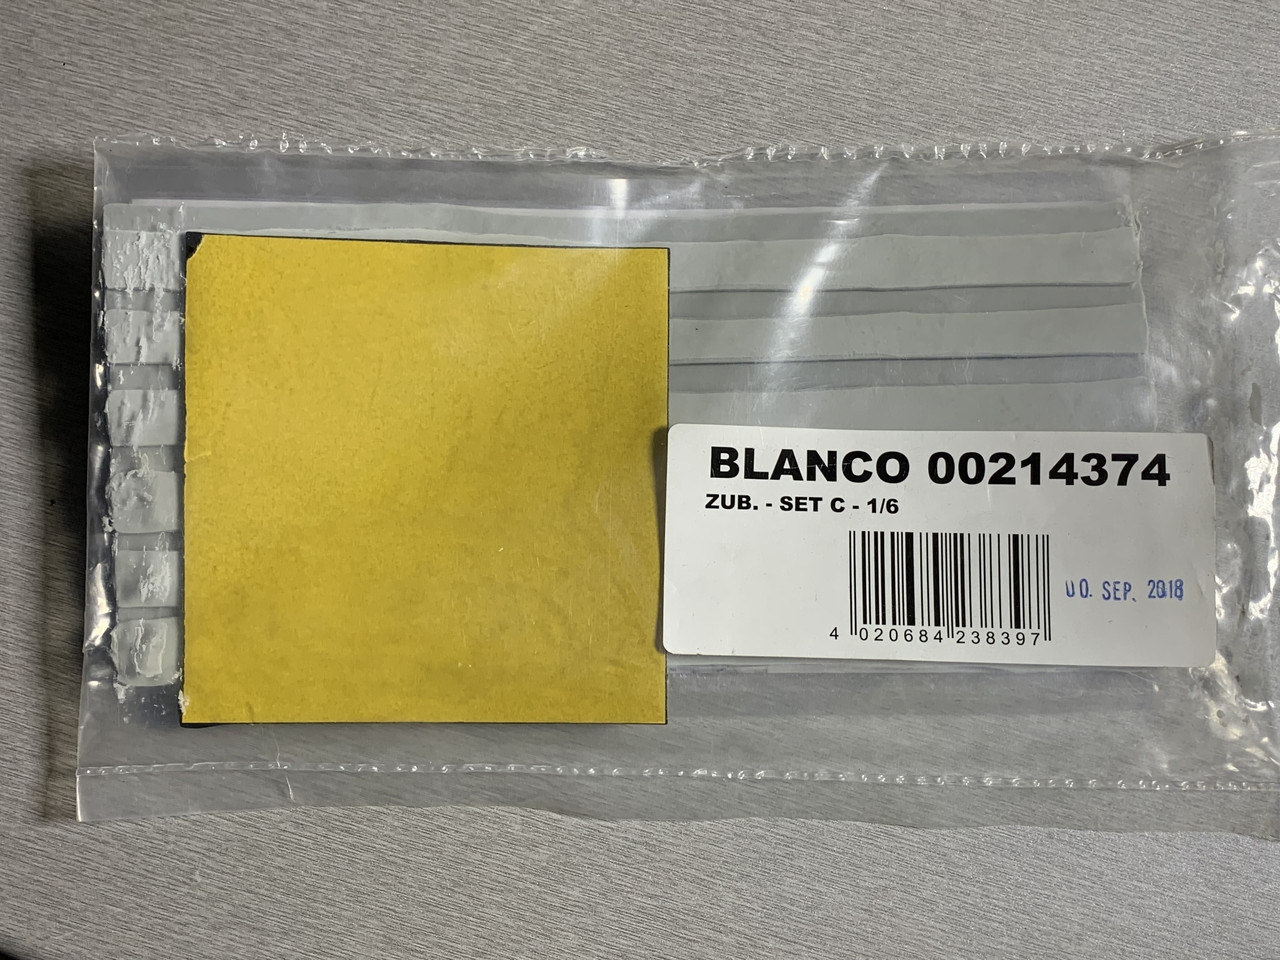 BLANCO 00214374
ZUB. - SET C - 1/6
SEP. 2018
4 020684 238397